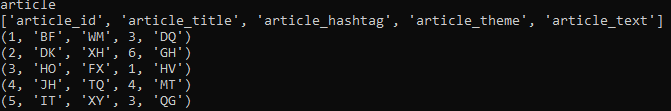 article
['article_id', 'article_title', 'article_hashtag', 'article_theme', 'article_text']
(1, 'BF', 'WM', 3, 'DQ')
(2, 'DK', 'XH', 6, 'GH')
(3, 'HO', 'FX', 1, 'HV')
(4, 'JH', 'TQ', 4, 'MT')
(5, 'IT', 'XY', 3, 'QG')